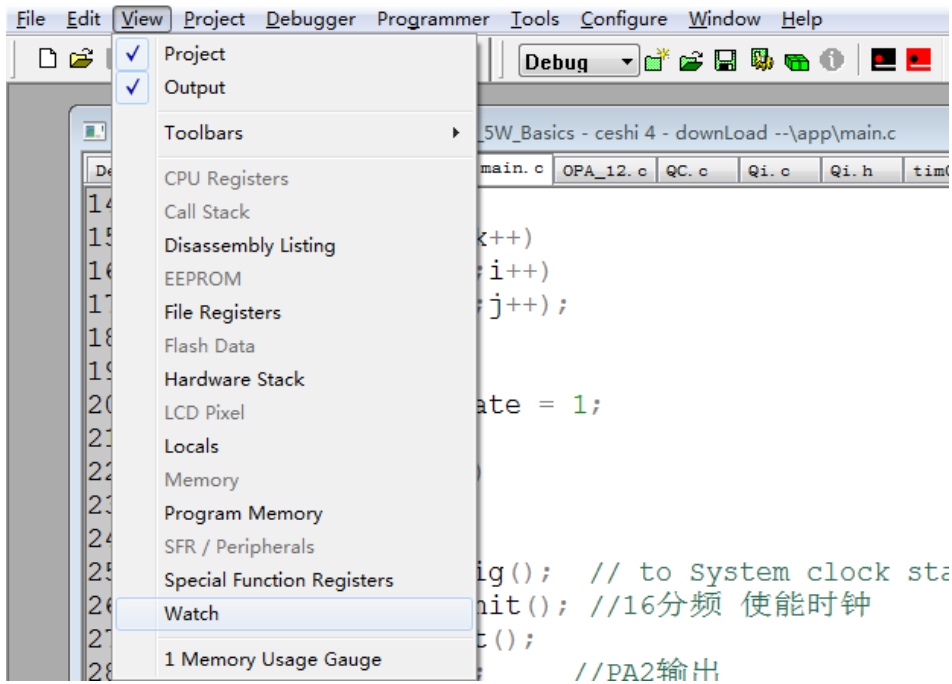 File Edit View Project Debugger Programmer Tools Configure Window Help
Debug
Project
Output
Toolbars
CPU Registers
Call Stack
Disassembly Listing
EEPROM
File Registers
Flash Data
Hardware Stack
LCD Pixel
Locals
Memory
Program Memory
SFR / Peripherals
Special Function Registers
Watch
1 Memory Usage Gauge
_5W_Basics - ceshi 4 - downLoad --\app\main.c
main.c OPA_12.c QC.c Qi.c Qi.h
14
15 k++)
16 ;i++)
17 ;j++);
18
19
20 ate = 1;
21
22 )
23
24
25 ig(); // to System clock sta
26 nit(); //16分频 使能时钟
27 t();
28 ; //PA2输出